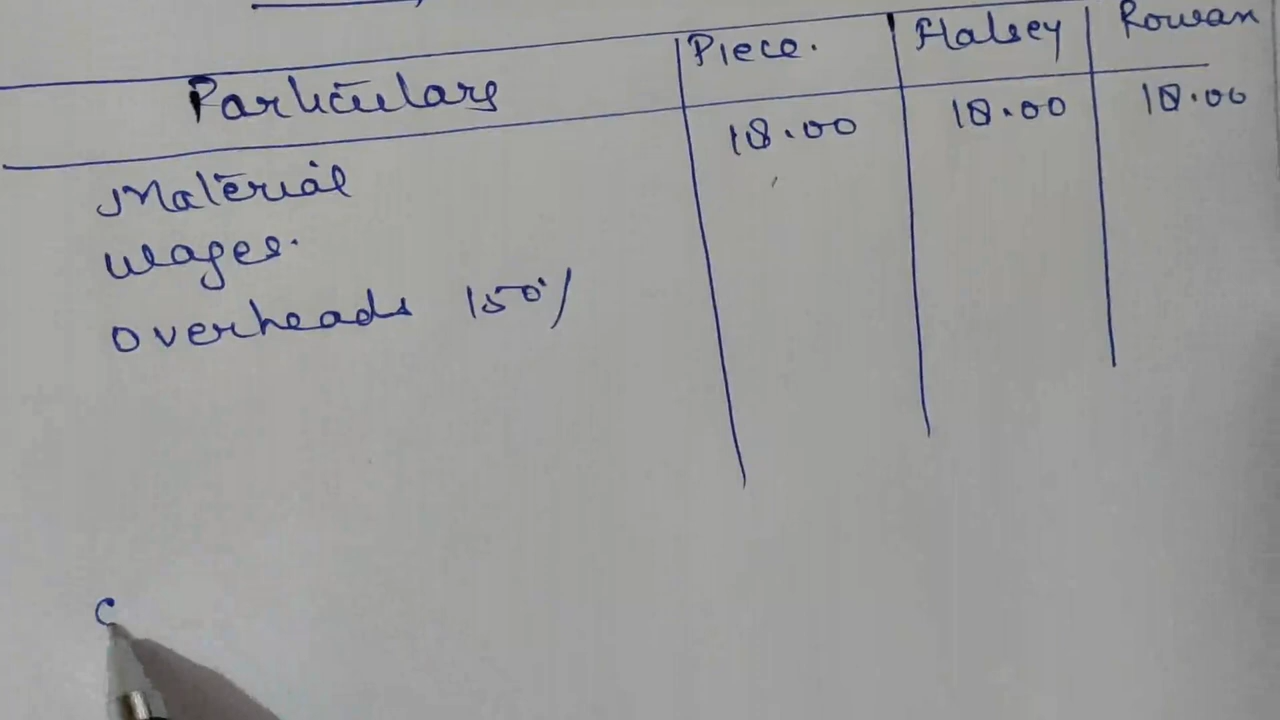 Particulars Piece. Halsey Rowan
Material 18.00 18.00 18.00
Wages.
Overheads 150%
C